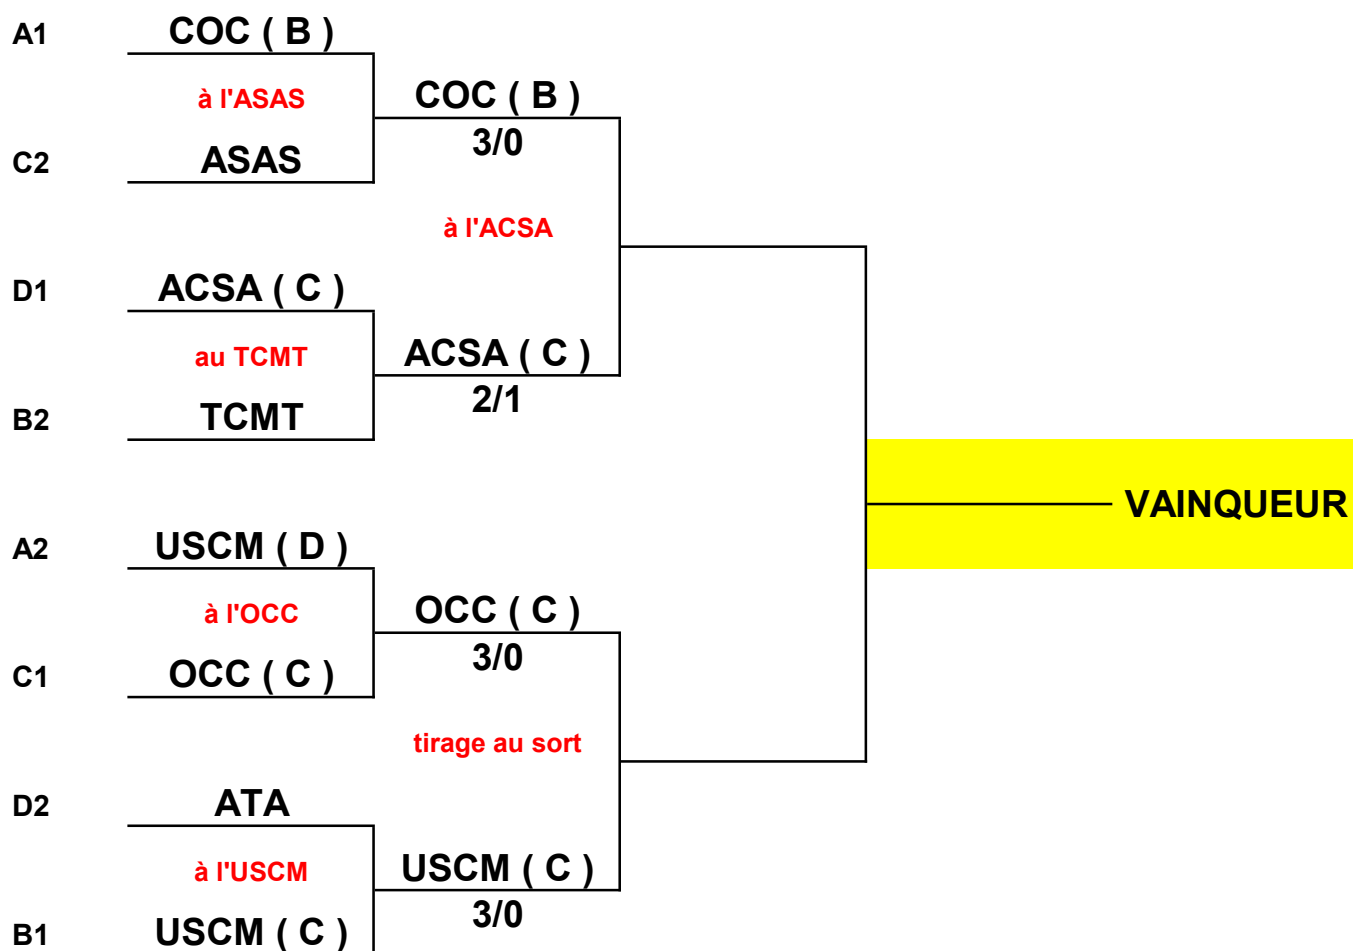 A1 COC ( B )
à l'ASAS COC ( B )
3/0
C2 ASAS
à l'ACSA
D1 ACSA ( C )
au TCMT ACSA ( C )
2/1
B2 TCMT
VAINQUEUR
A2 USCM ( D )
à l'OCC OCC ( C )
3/0
C1 OCC ( C )
tirage au sort
D2 ATA
à l'USCM USCM ( C )
3/0
B1 USCM ( C )